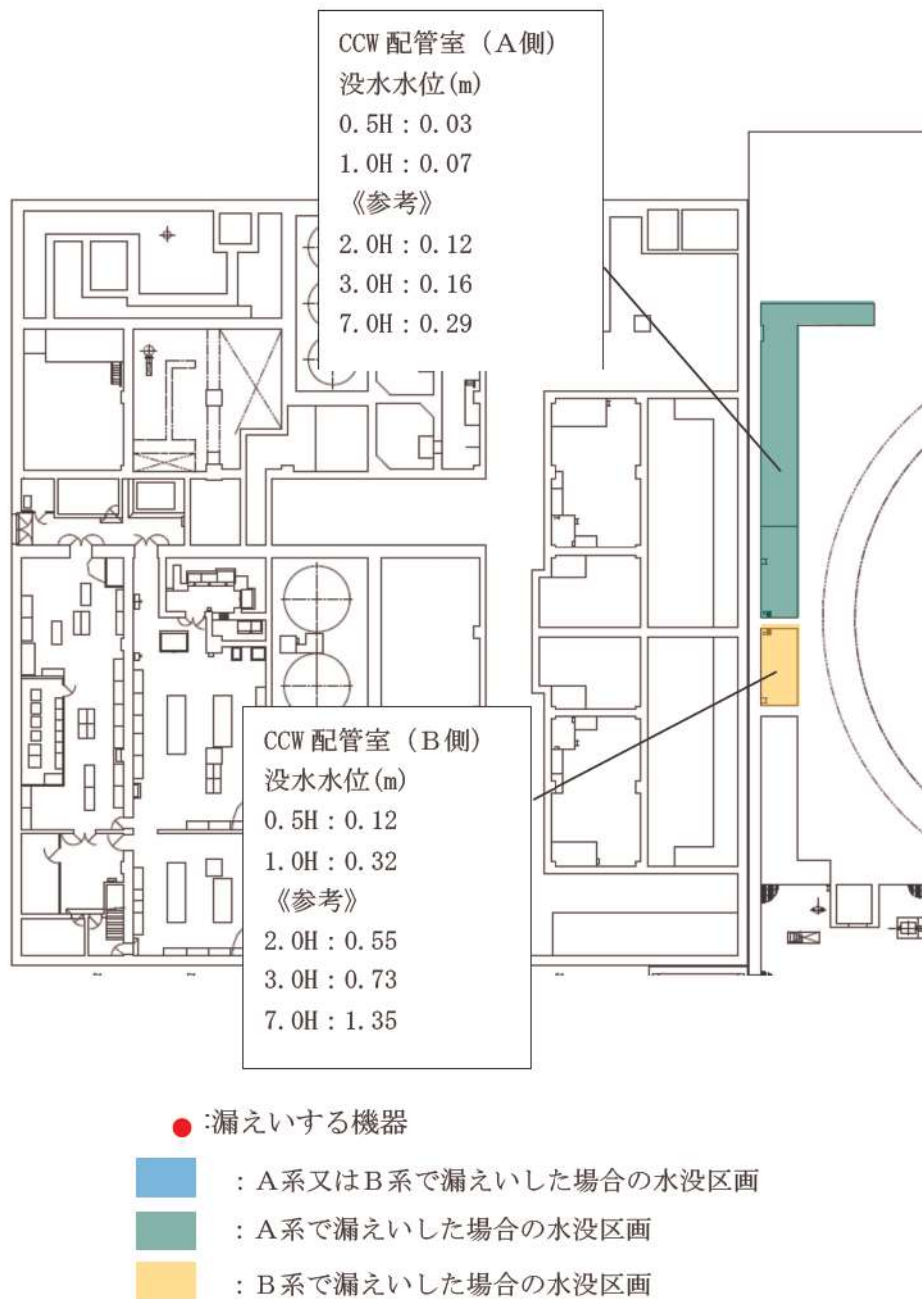 CCW 配管室（A側）
没水水位(m)
0.5H：0.03
1.0H：0.07
《参考》
2.0H：0.12
3.0H：0.16
7.0H：0.29
CCW 配管室（B側）
没水水位(m)
0.5H：0.12
1.0H：0.32
《参考》
2.0H：0.55
3.0H：0.73
7.0H：1.35
:漏えいする機器
：A系又はB系で漏えいした場合の水没区画
：A系で漏えいした場合の水没区画
：B系で漏えいした場合の水没区画